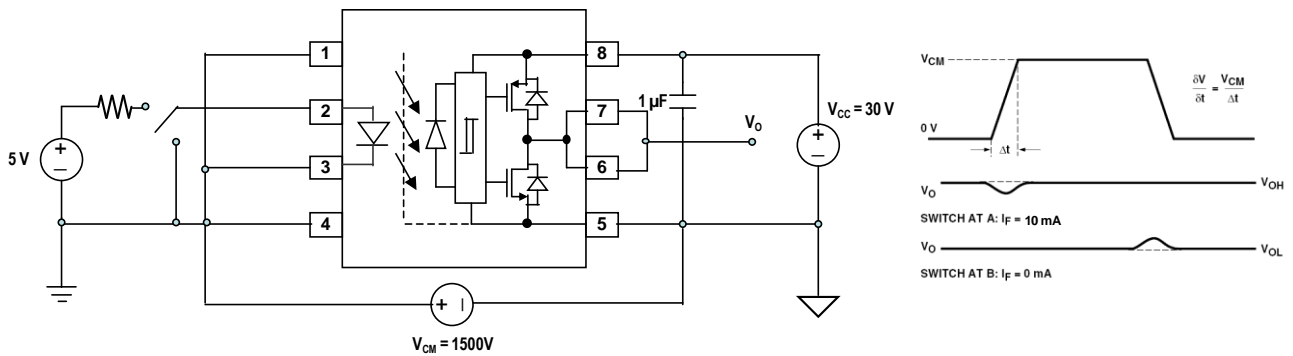 1
8
2
7
3
6
4
5
5 V
+
–
1 µF
V_O
V_CC = 30 V
+
–
+ –
V_CM = 1500V
V_CM
0 V
Δt
δV/δt = V_CM/Δt
V_O
V_OH
SWITCH AT A: I_F = 10 mA
V_O
V_OL
SWITCH AT B: I_F = 0 mA